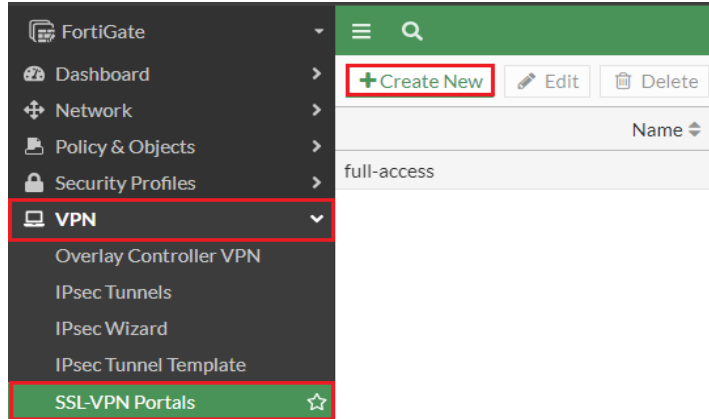 FortiGate
Dashboard
Network
Policy & Objects
Security Profiles
VPN
Overlay Controller VPN
IPsec Tunnels
IPsec Wizard
IPsec Tunnel Template
SSL-VPN Portals
+Create New Edit Delete
Name
full-access